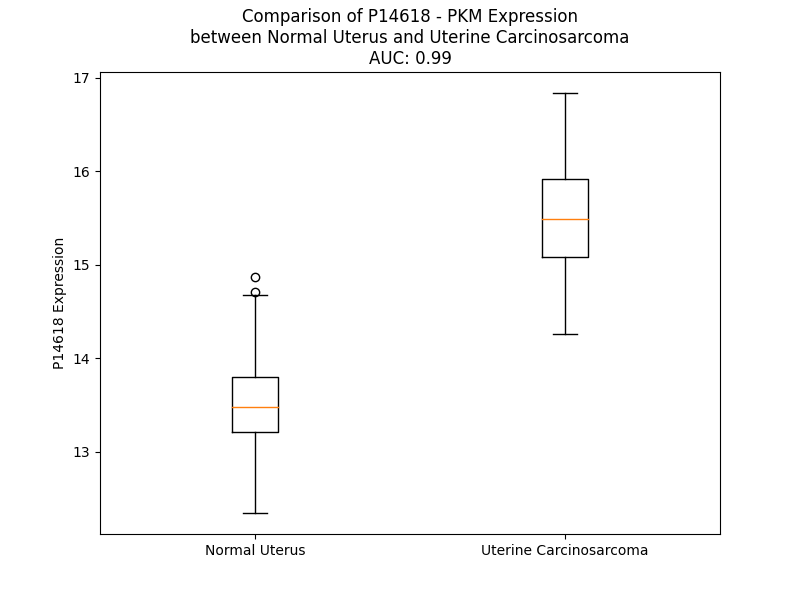 Comparison of P14618 - PKM Expression
between Normal Uterus and Uterine Carcinosarcoma
AUC: 0.99
17
16
15
14
13
P14618 Expression
Normal Uterus
Uterine Carcinosarcoma